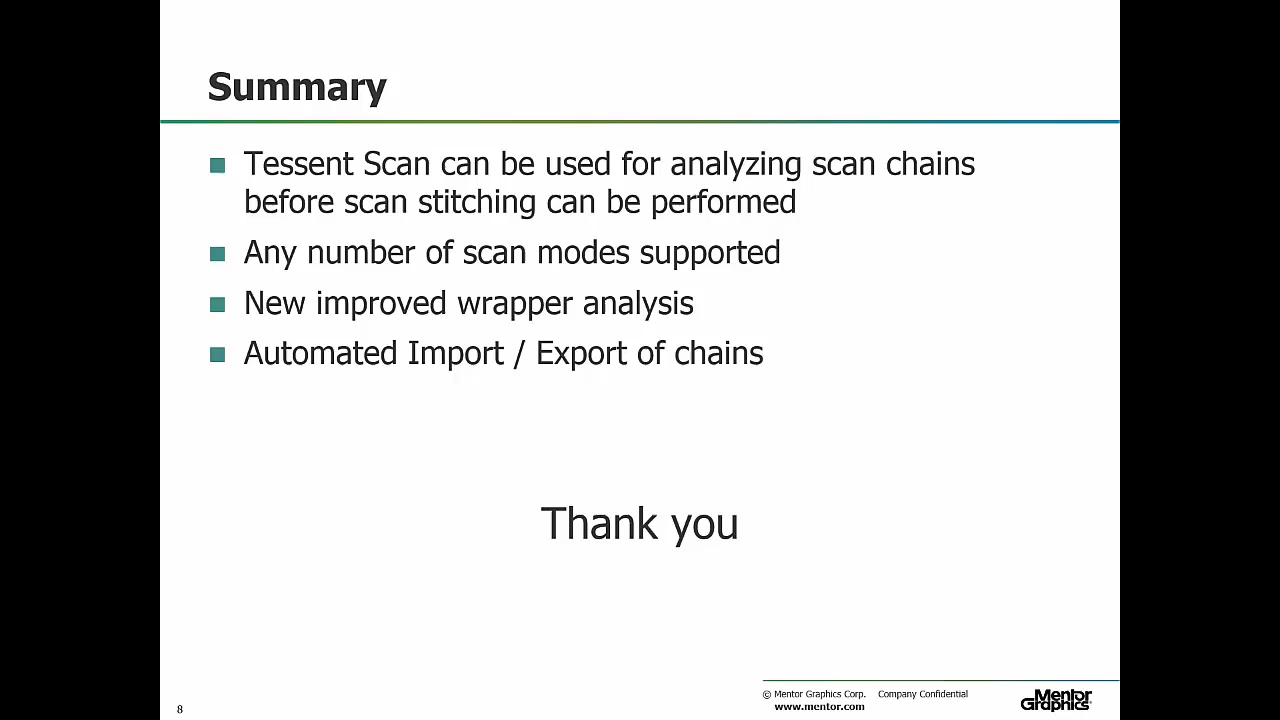 Summary
Tessent Scan can be used for analyzing scan chains
before scan stitching can be performed
Any number of scan modes supported
New improved wrapper analysis
Automated Import / Export of chains
Thank you
8
© Mentor Graphics Corp. Company Confidential
www.mentor.com
Mentor
Graphics